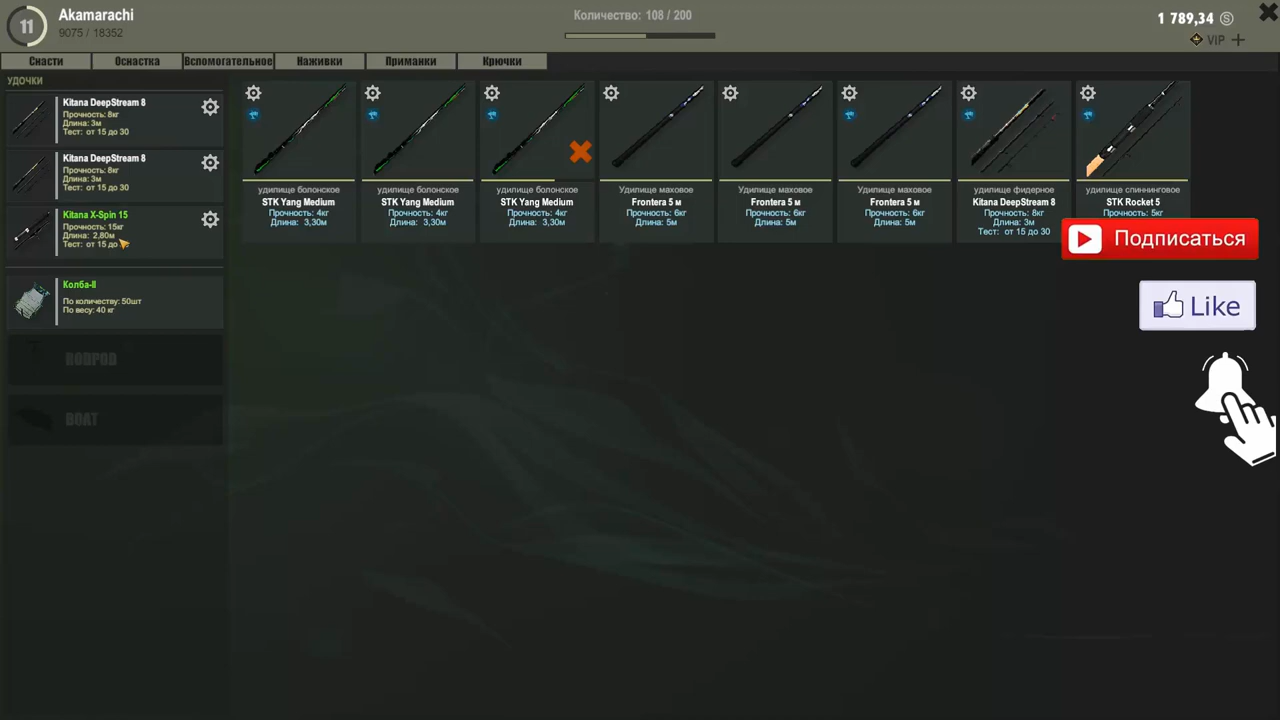 11
Akamarachi
9075 / 18352
Количество: 108 / 200
1 789,34 S
VIP
Снасти
Оснастка
Вспомогательное
Наживки
Приманки
Крючки
УДОЧКИ
Kitana DeepStream 8
Прочность: 8кг
Длина: 3м
Тест: от 15 до 30
Kitana DeepStream 8
Прочность: 8кг
Длина: 3м
Тест: от 15 до 30
Kitana X-Spin 15
Прочность: 15кг
Длина: 2,80м
Тест: от 15 до
Колба-II
По количеству: 50шт
По весу: 40 кг
RODPOD
BOAT
удилище болонское
STK Yang Medium
Прочность: 4кг
Длина: 3,30м
удилище болонское
STK Yang Medium
Прочность: 4кг
Длина: 3,30м
удилище болонское
STK Yang Medium
Прочность: 4кг
Длина: 3,30м
Удилище маховое
Frontera 5 м
Прочность: 6кг
Длина: 5м
Удилище маховое
Frontera 5 м
Прочность: 6кг
Длина: 5м
Удилище маховое
Frontera 5 м
Прочность: 6кг
Длина: 5м
удилище фидерное
Kitana DeepStream 8
Прочность: 8кг
Длина: 3м
Тест: от 15 до 30
удилище спиннинговое
STK Rocket 5
Прочность: 5кг
Подписаться
Like